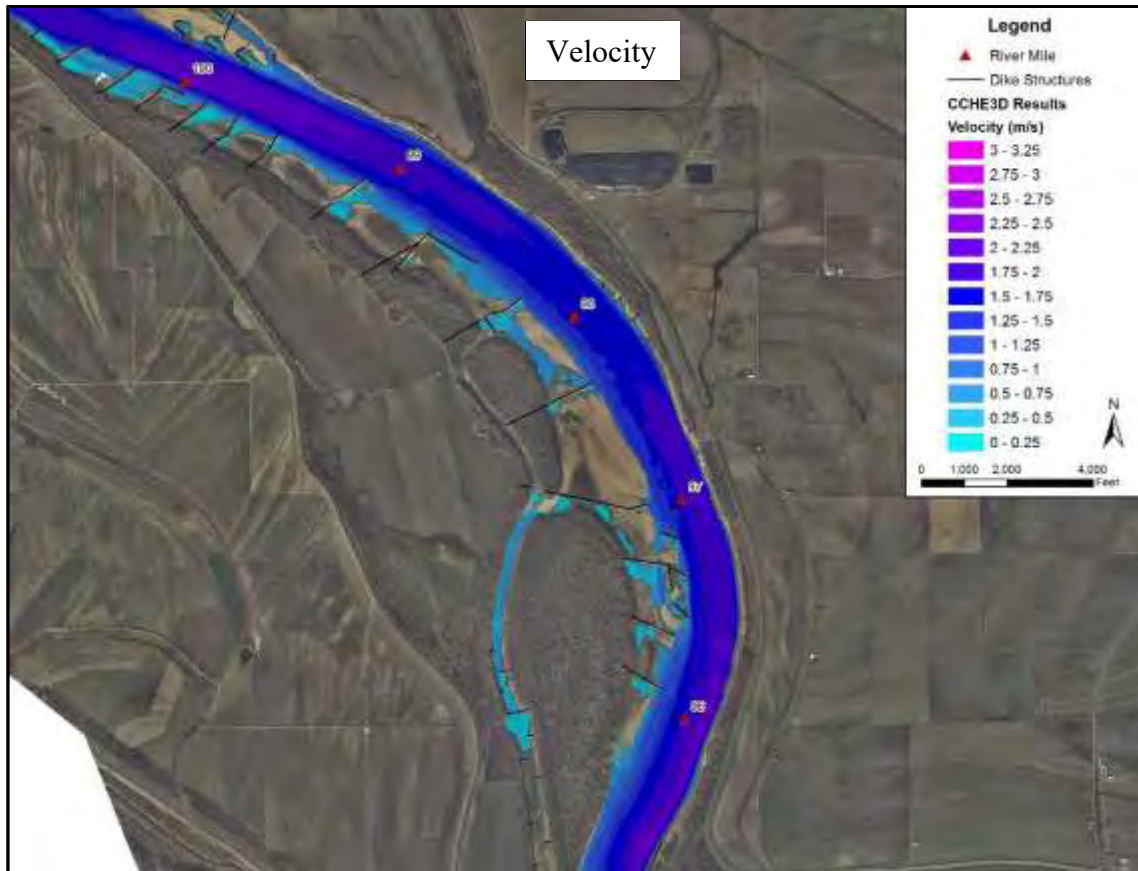 Velocity
Legend
River Mile
Dike Structures
CCHE3D Results
Velocity (m/s)
3 - 3.25
2.75 - 3
2.5 - 2.75
2.25 - 2.5
2 - 2.25
1.75 - 2
1.5 - 1.75
1.25 - 1.5
1 - 1.25
0.75 - 1
0.5 - 0.75
0.25 - 0.5
0 - 0.25
N
0 1,000 2,000 4,000
Feet
100
99
98
97